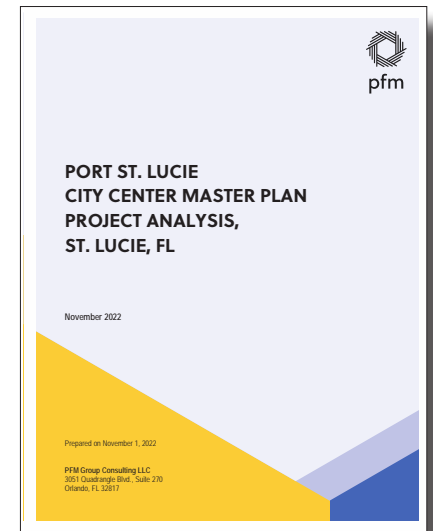 pfm
PORT ST. LUCIE
CITY CENTER MASTER PLAN
PROJECT ANALYSIS,
ST. LUCIE, FL
November 2022
Prepared on November 1, 2022
PFM Group Consulting LLC
3051 Quadrangle Blvd., Suite 270
Orlando, FL 32817